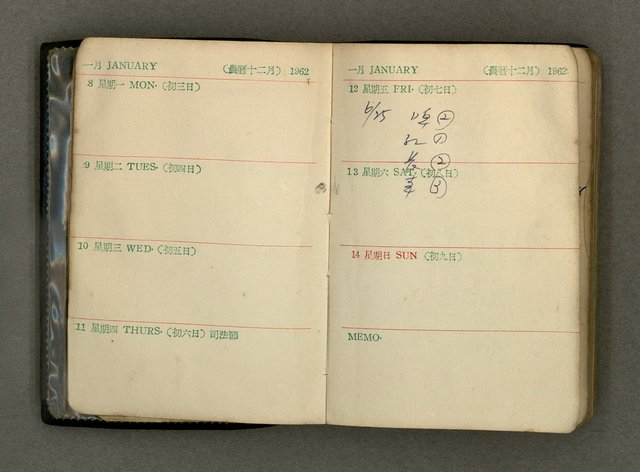 一月 JANUARY （農曆十二月） 1962
8 星期一 MON. （初三日）
9 星期二 TUES. （初四日）
10 星期三 WED. （初五日）
11 星期四 THURS. （初六日） 司法節
一月 JANUARY （農曆十二月） 1962
12 星期五 FRI. （初七日）
6/25
13 星期六 SAT. （初八日）
14 星期日 SUN （初九日）
MEMO.